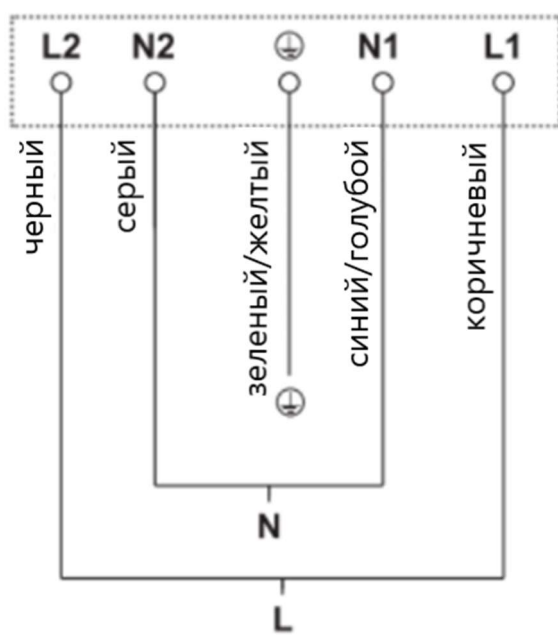 L2 N2 N1 L1
черный
серый
зеленый/желтый
синий/голубой
коричневый
N
L